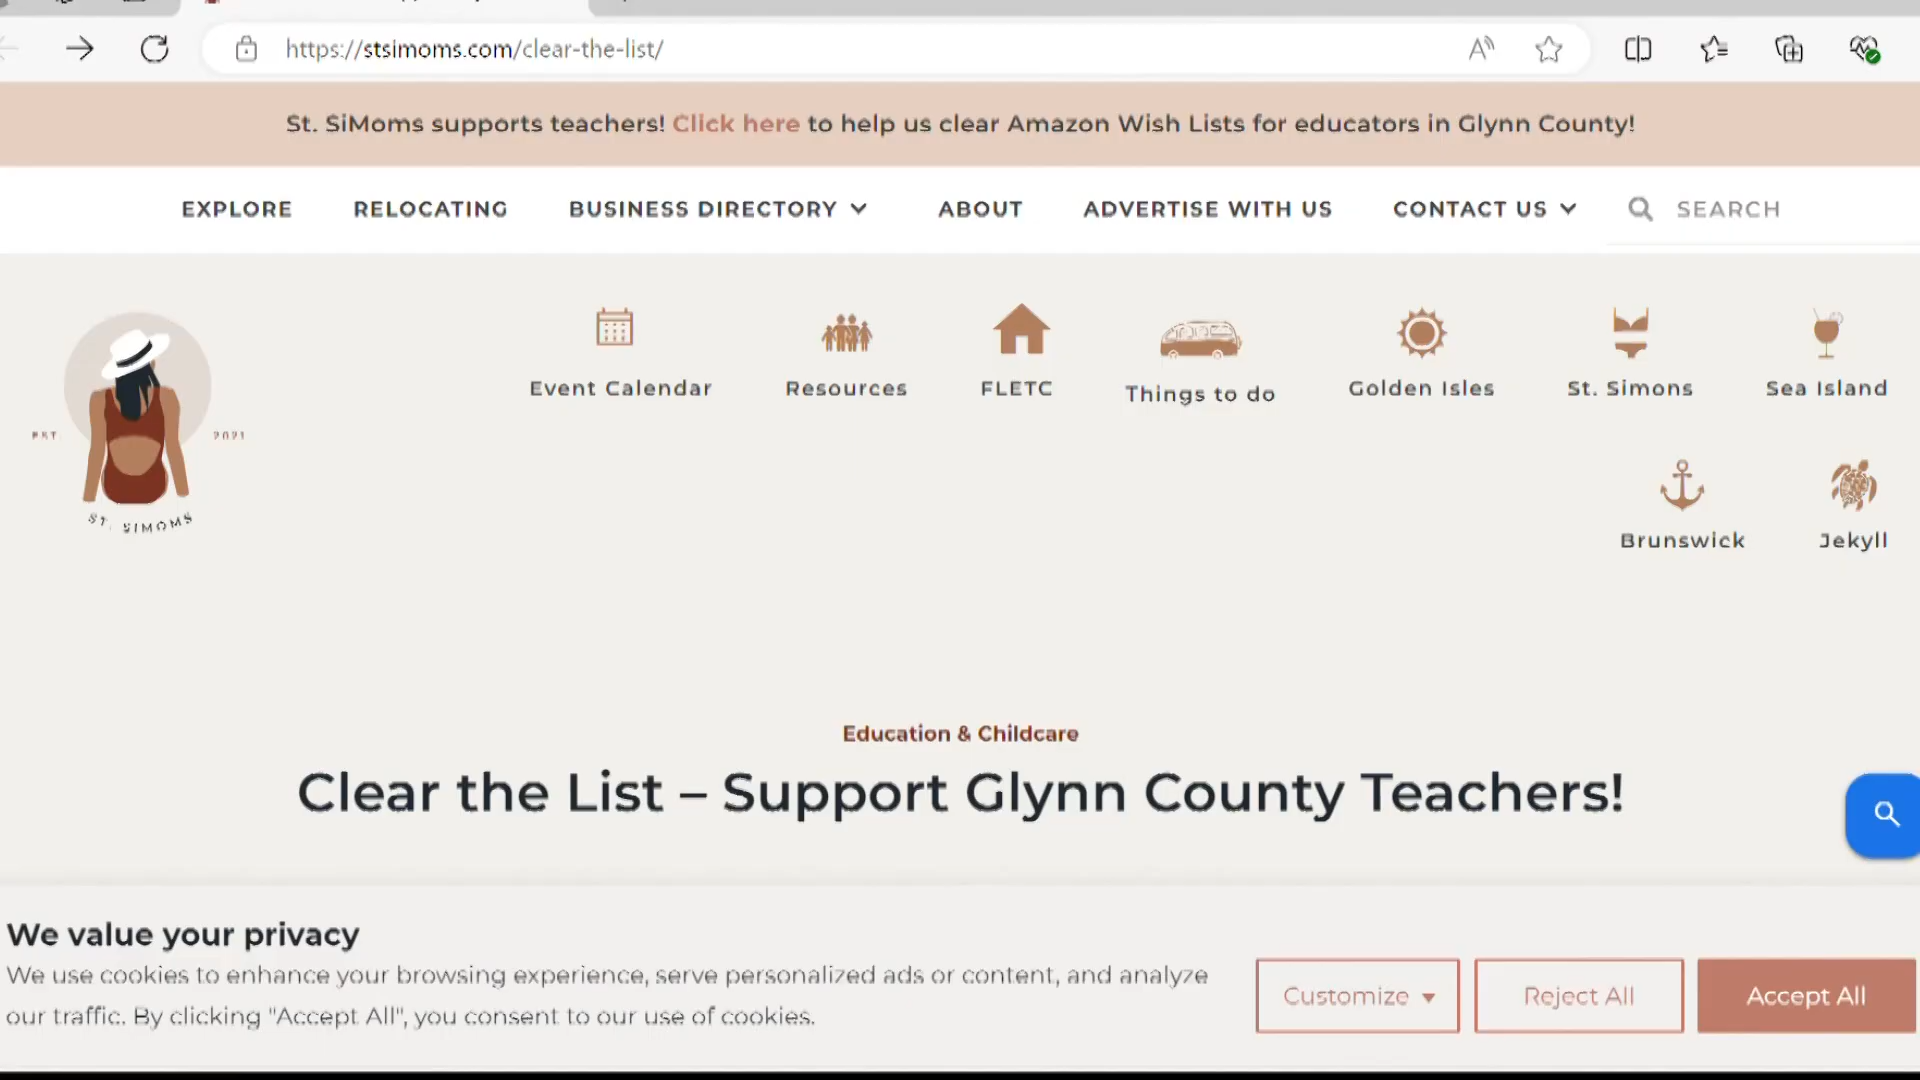 https://stsimoms.com/clear-the-list/
St. SiMoms supports teachers! Click here to help us clear Amazon Wish Lists for educators in Glynn County!
EXPLORE RELOCATING BUSINESS DIRECTORY ABOUT ADVERTISE WITH US CONTACT US SEARCH
Event Calendar Resources FLETC Things to do Golden Isles St. Simons Sea Island
EST 2021
ST. SIMOMS
Brunswick Jekyll
Education & Childcare
Clear the List – Support Glynn County Teachers!
We value your privacy
We use cookies to enhance your browsing experience, serve personalized ads or content, and analyze
our traffic. By clicking "Accept All", you consent to our use of cookies.
Customize Reject All Accept All